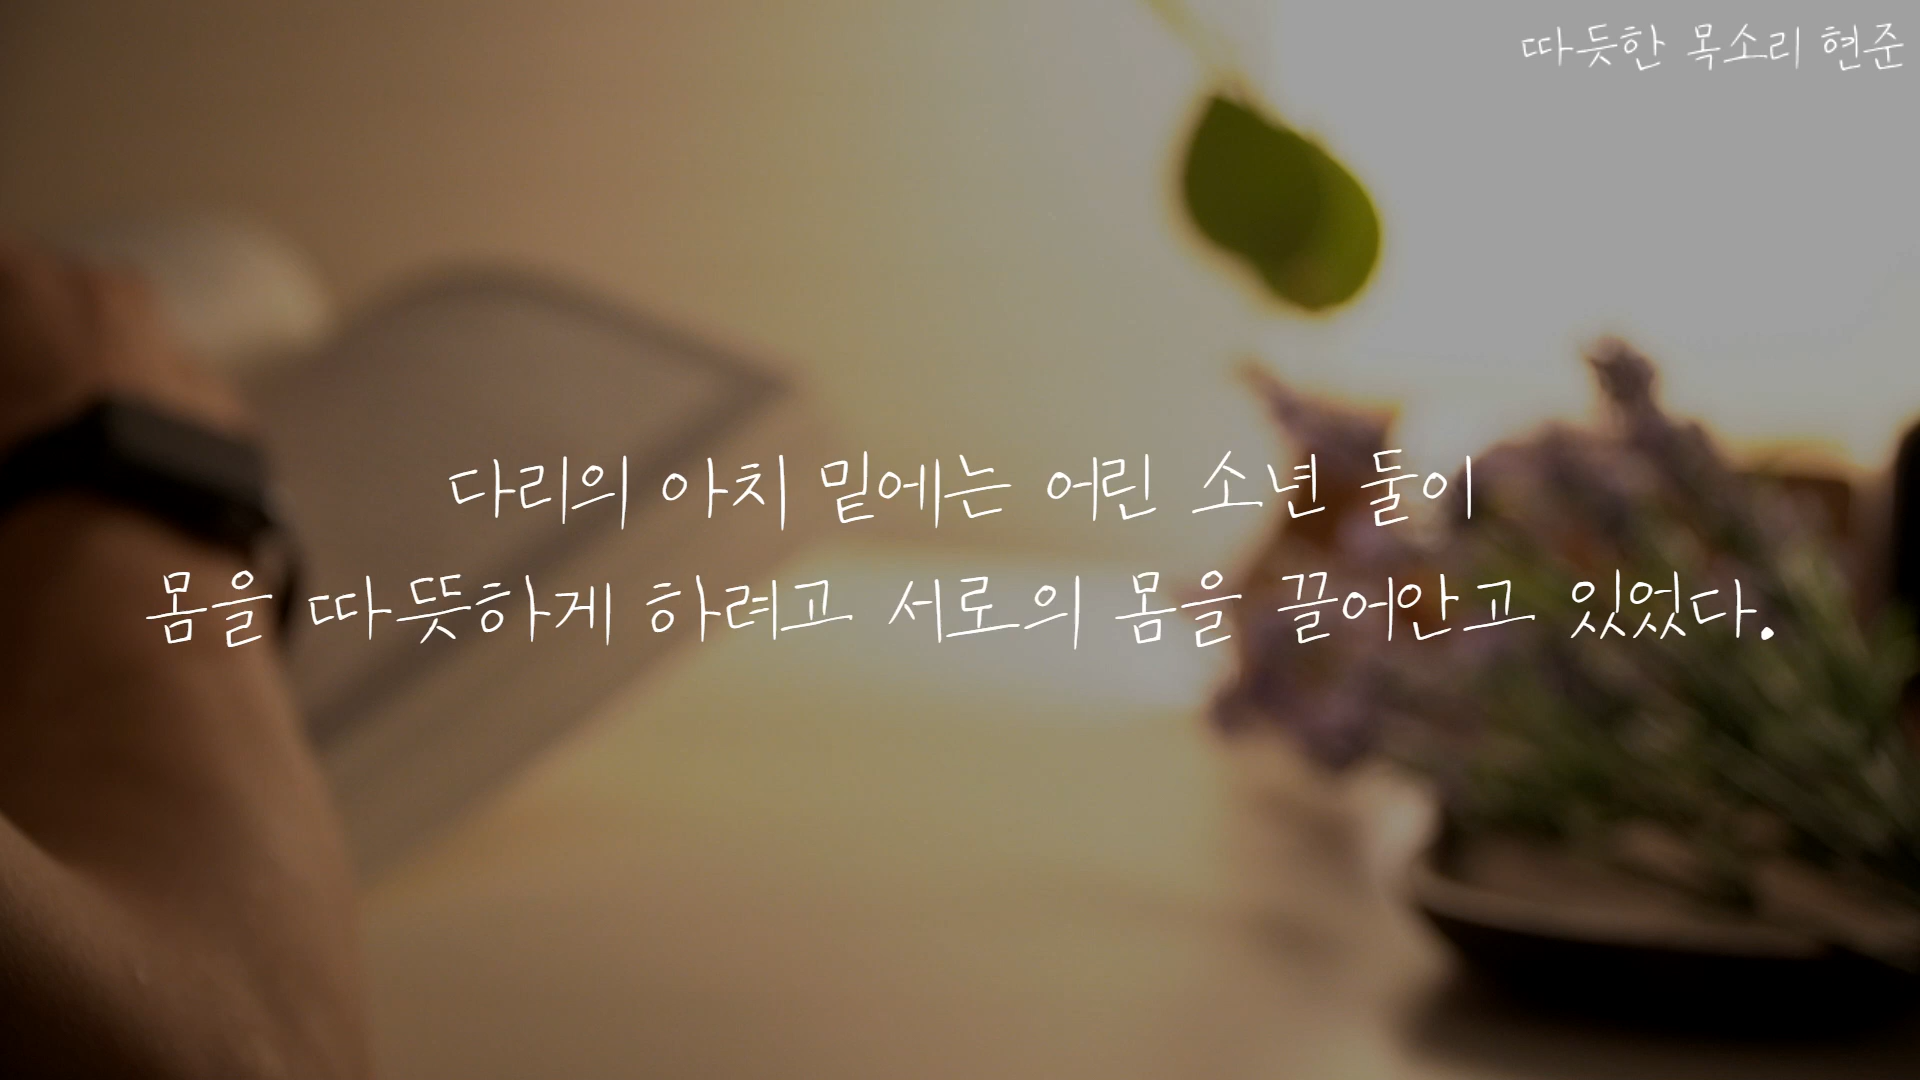 따듯한 목소리 현준
다리의 아치 밑에는 어린 소년 둘이
몸을 따뜻하게 하려고 서로의 몸을 끌어안고 있었다.